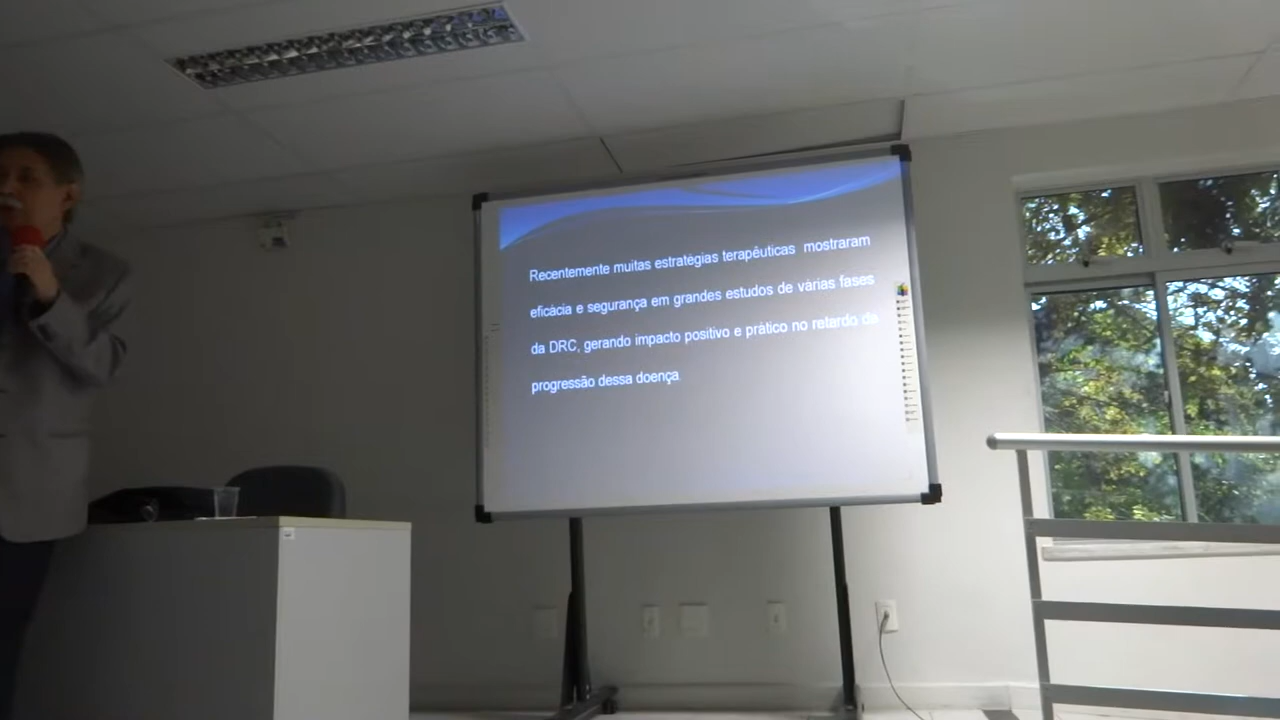 Recentemente muitas estratégias terapêuticas mostraram
eficácia e segurança em grandes estudos de várias fases
da DRC, gerando impacto positivo e prático no retardo da
progressão dessa doença.